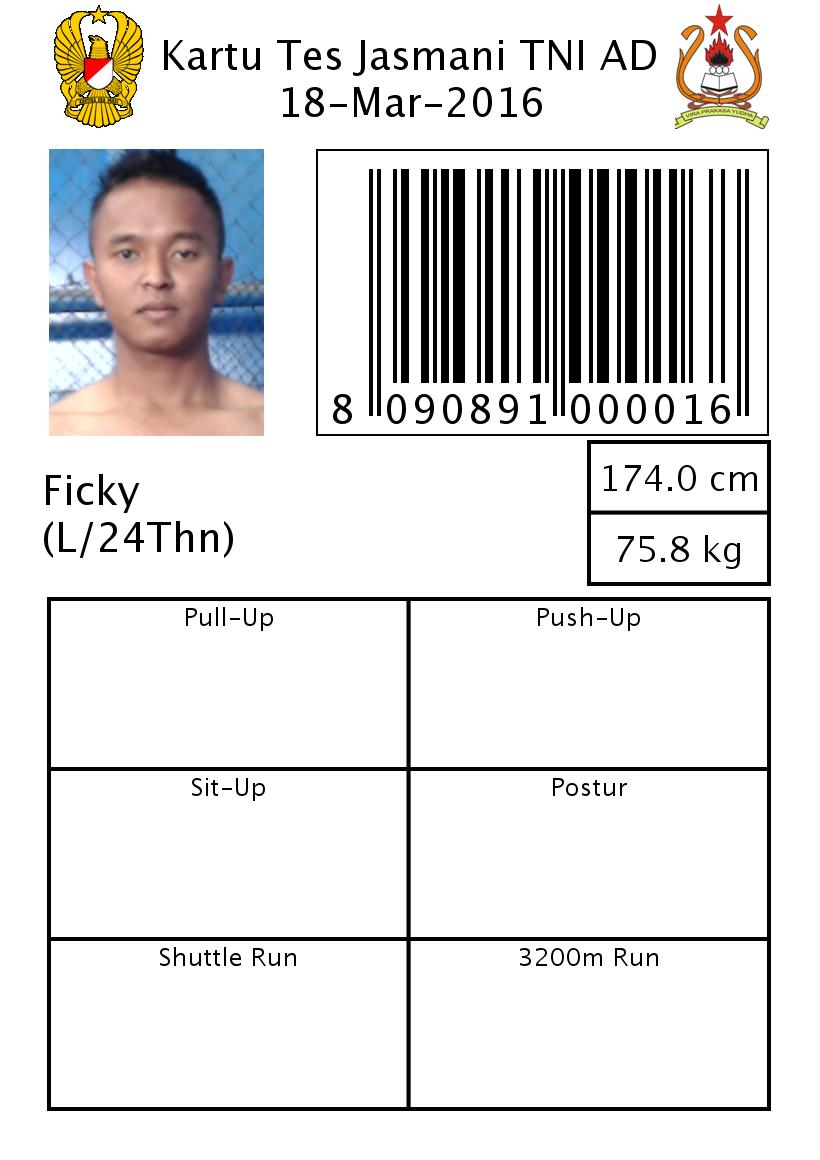 Kartu Tes Jasmani TNI AD
18-Mar-2016
VIRA PRAKASA YUDHA
8 090891 000016
174.0 cm
Ficky
(L/24Thn)
75.8 kg
Pull-Up
Push-Up
Sit-Up
Postur
Shuttle Run
3200m Run